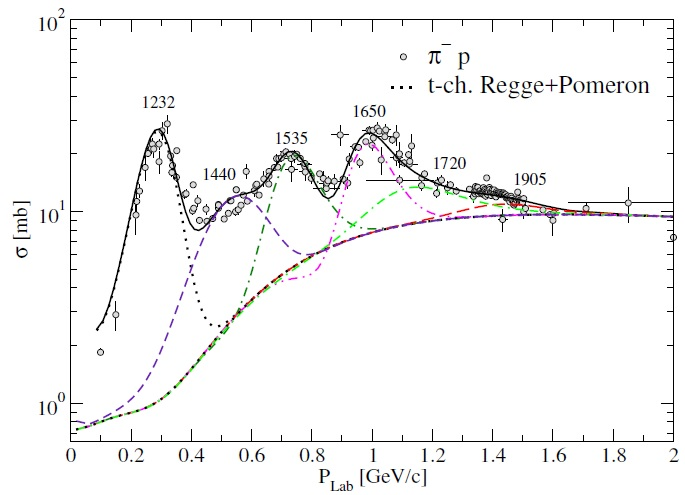 10²
π⁻ p
t-ch. Regge+Pomeron
1232
1650
1535
1440
1720
1905
σ [mb]
10¹
10⁰
0 0.2 0.4 0.6 0.8 1 1.2 1.4 1.6 1.8 2
P_Lab [GeV/c]